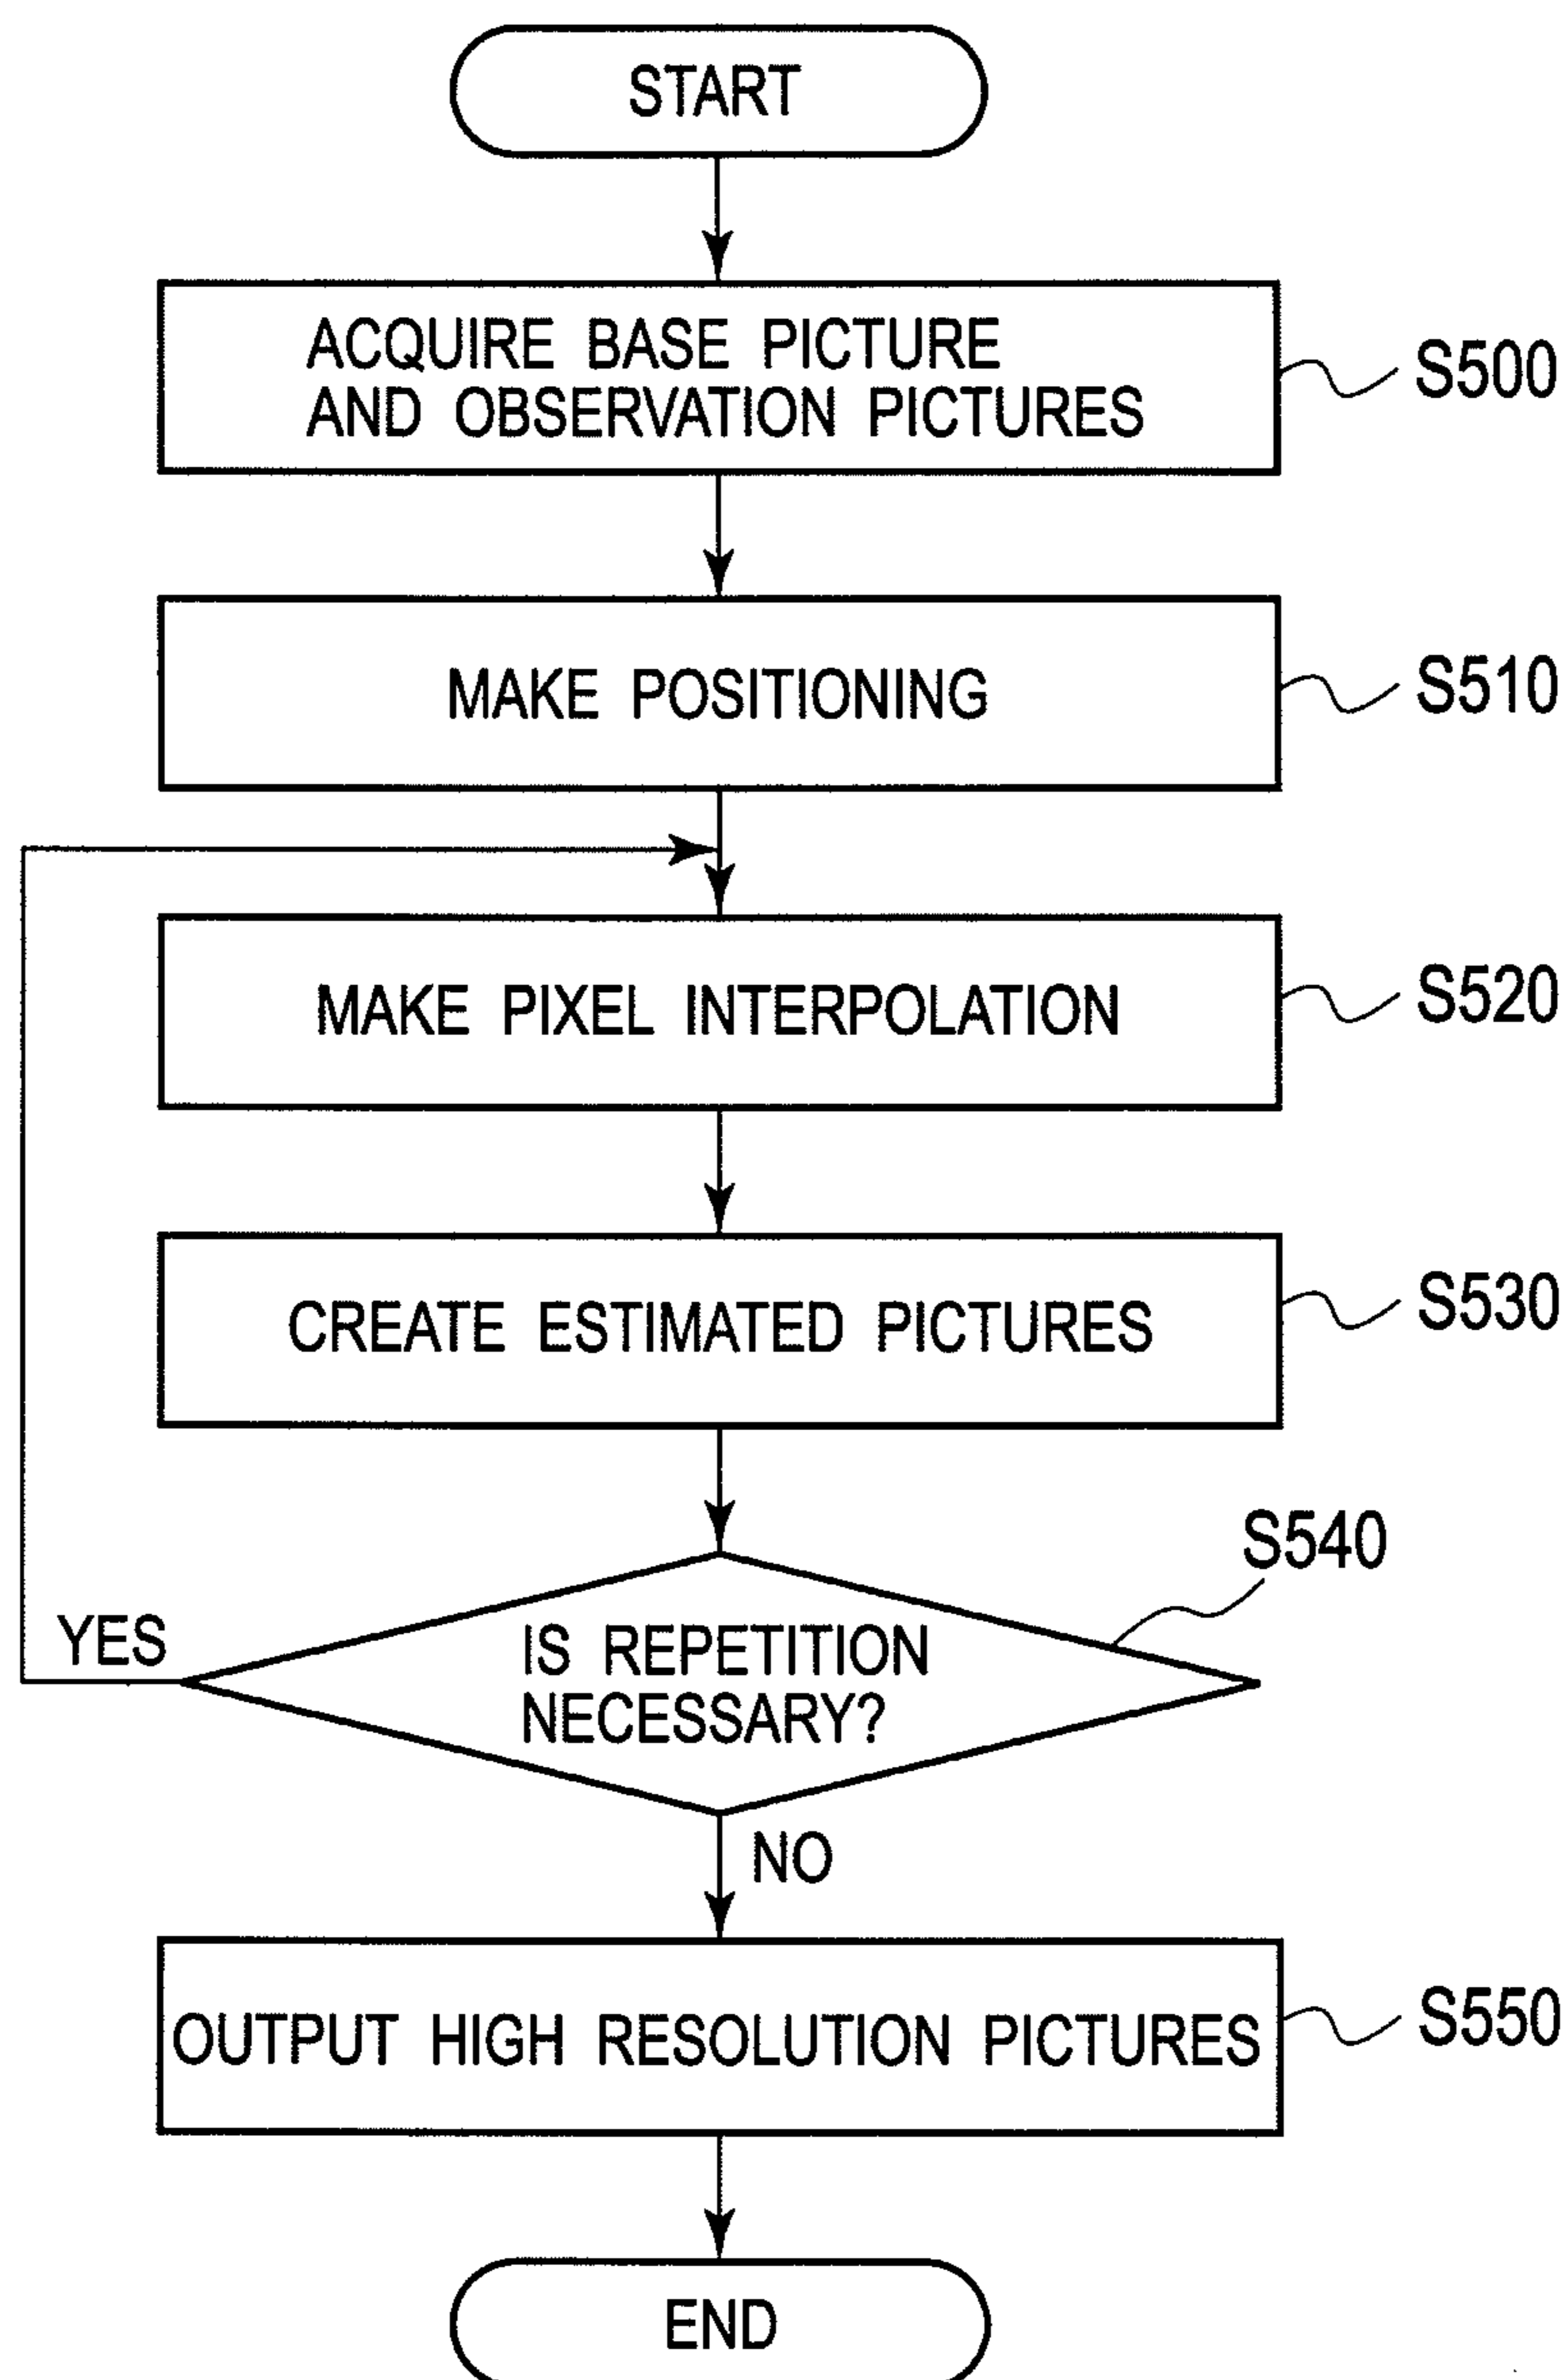 START
ACQUIRE BASE PICTURE
AND OBSERVATION PICTURES
S500
MAKE POSITIONING
S510
MAKE PIXEL INTERPOLATION
S520
CREATE ESTIMATED PICTURES
S530
S540
YES
IS REPETITION
NECESSARY?
NO
OUTPUT HIGH RESOLUTION PICTURES
S550
END